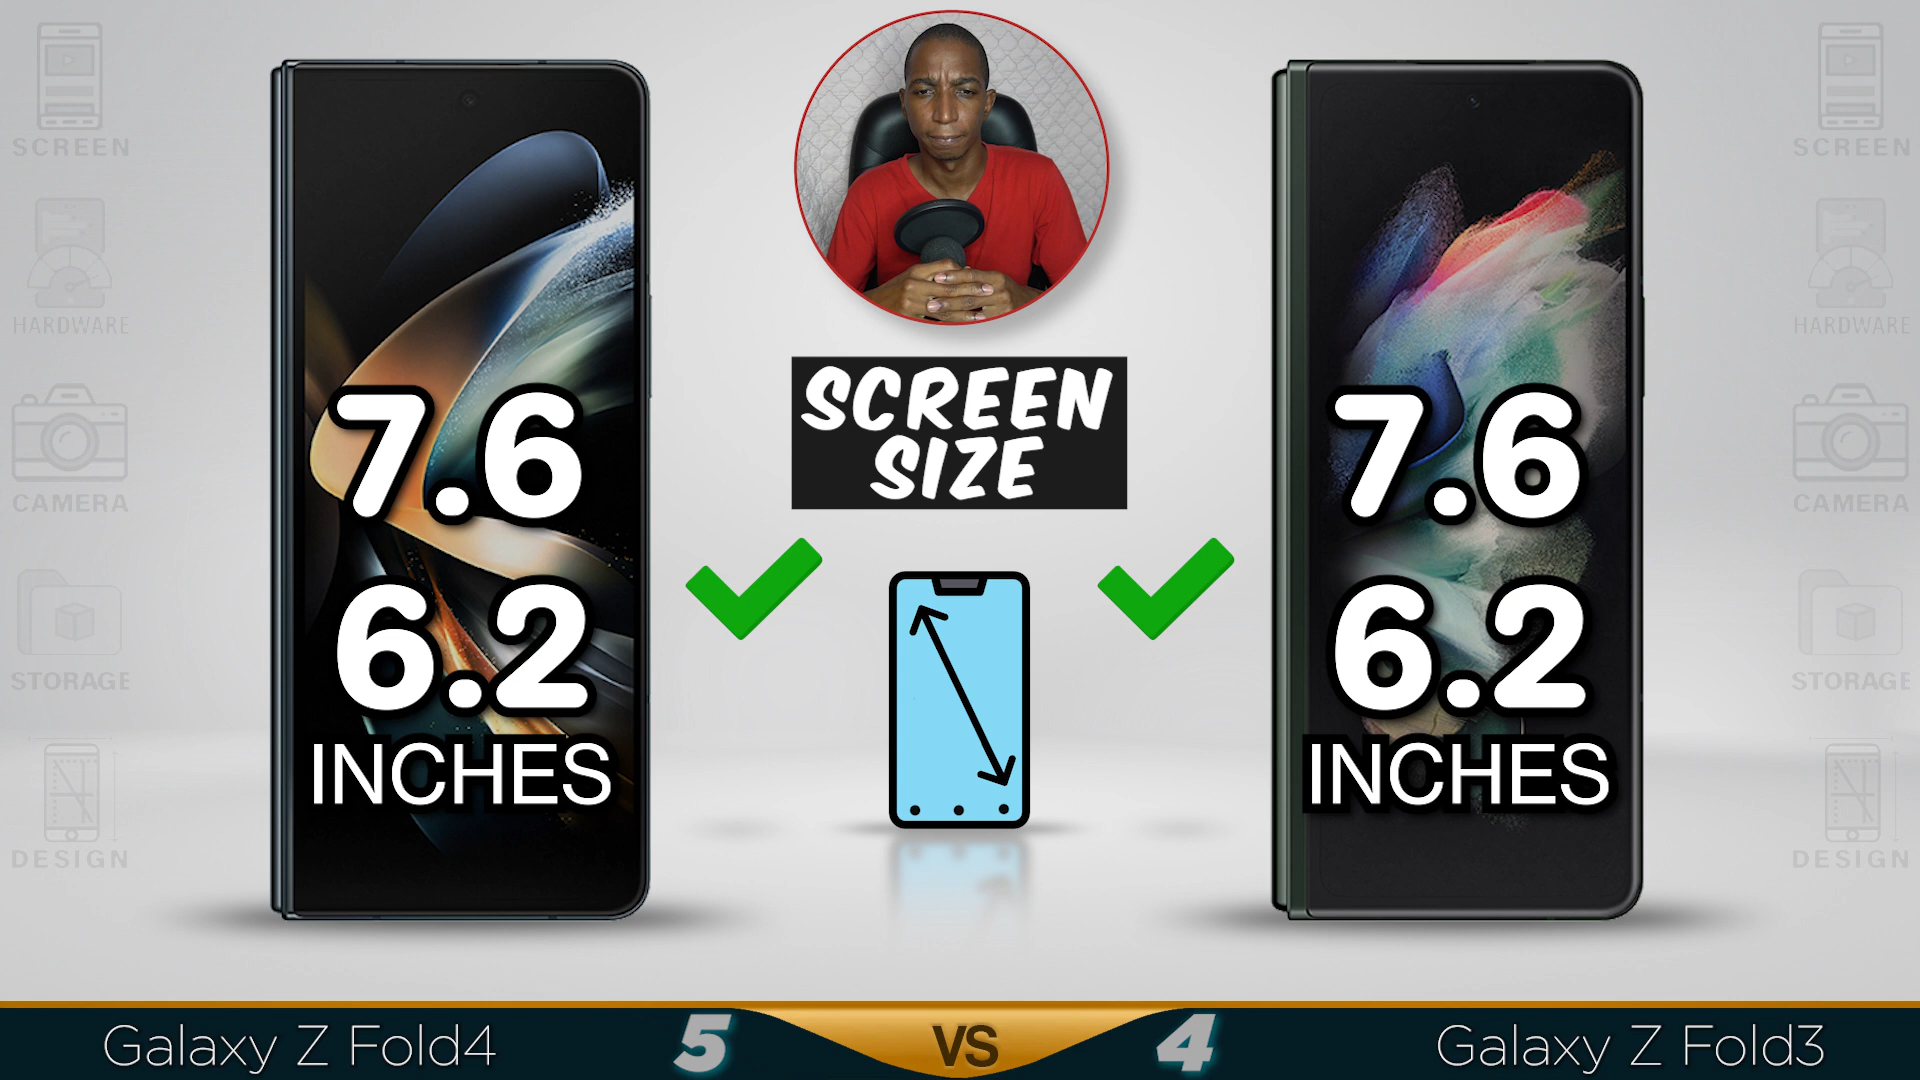 SCREEN
HARDWARE
CAMERA
STORAGE
DESIGN
7.6
6.2
INCHES
SCREEN
SIZE
7.6
6.2
INCHES
SCREEN
HARDWARE
CAMERA
STORAGE
DESIGN
Galaxy Z Fold4 5 VS 4 Galaxy Z Fold3